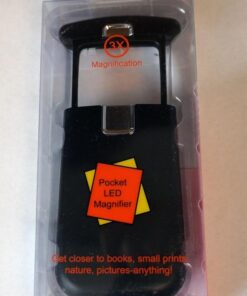 3X
Magnification
Pocket
LED
Magnifier
Get closer to books, small prints,
nature, pictures-anything!